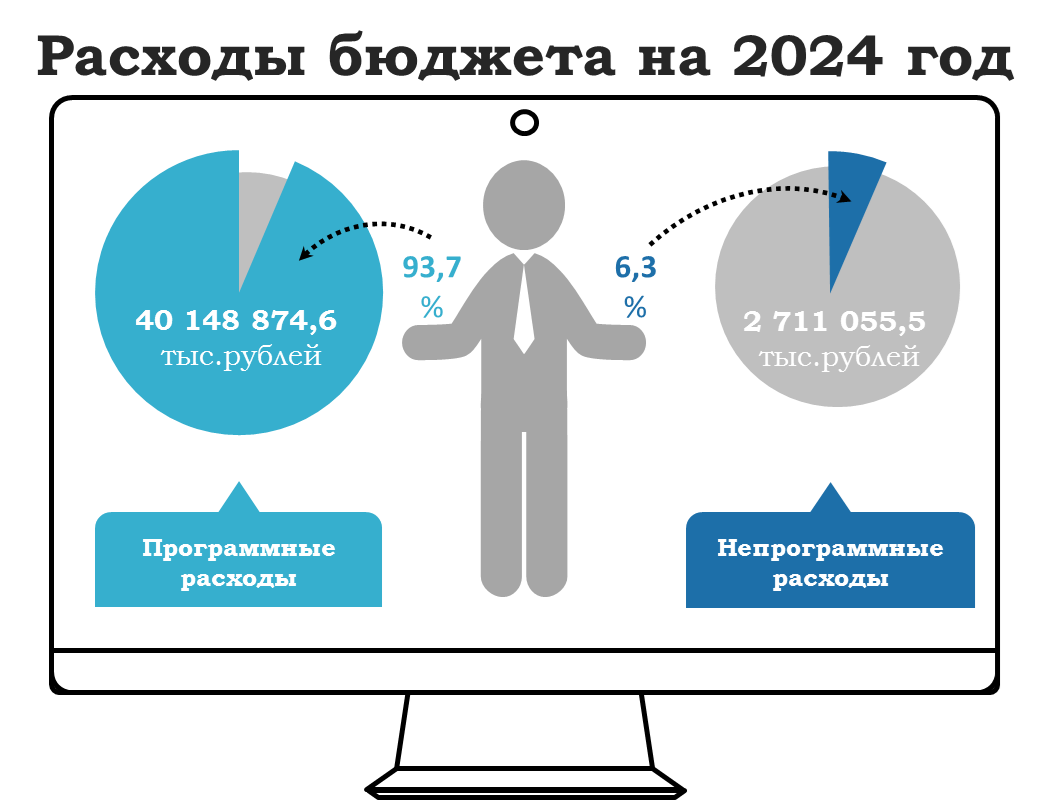 Расходы бюджета на 2024 год
93,7
%
6,3
%
40 148 874,6
тыс.рублей
2 711 055,5
тыс.рублей
Программные
расходы
Непрограммные
расходы